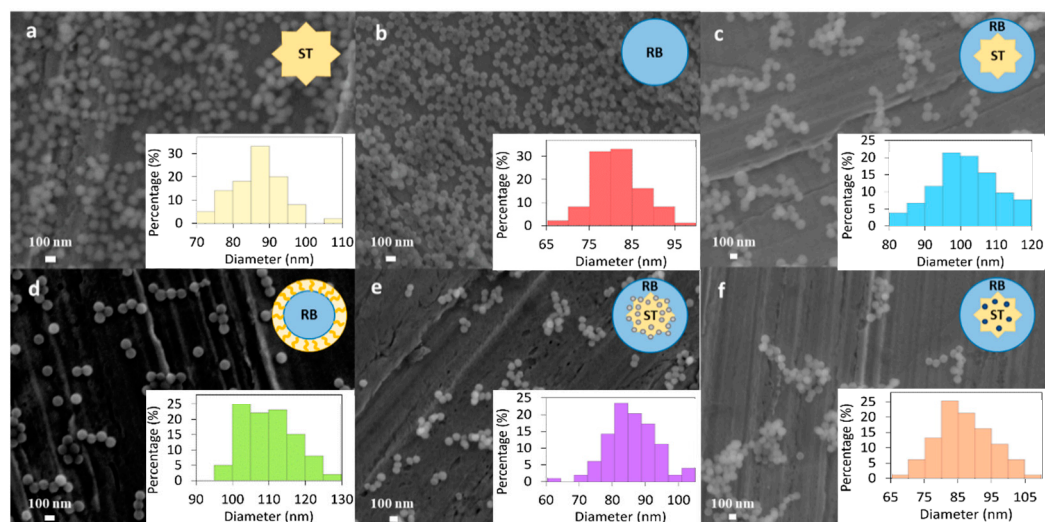 a
ST
Percentage (%)
30
20
10
0
70 80 90 100 110
Diameter (nm)
100 nm
b
RB
Percentage (%)
30
20
10
0
65 75 85 95
Diameter (nm)
100 nm
c
RB
ST
Percentage (%)
25
20
15
10
5
0
80 90 100 110 120
Diameter (nm)
100 nm
d
RB
Percentage (%)
25
20
15
10
5
0
90 100 110 120 130
Diameter (nm)
100 nm
e
RB
ST
Percentage (%)
25
20
15
10
5
0
60 70 80 90 100
Diameter (nm)
100 nm
f
RB
ST
Percentage (%)
25
20
15
10
5
0
65 75 85 95 105
Diameter (nm)
100 nm